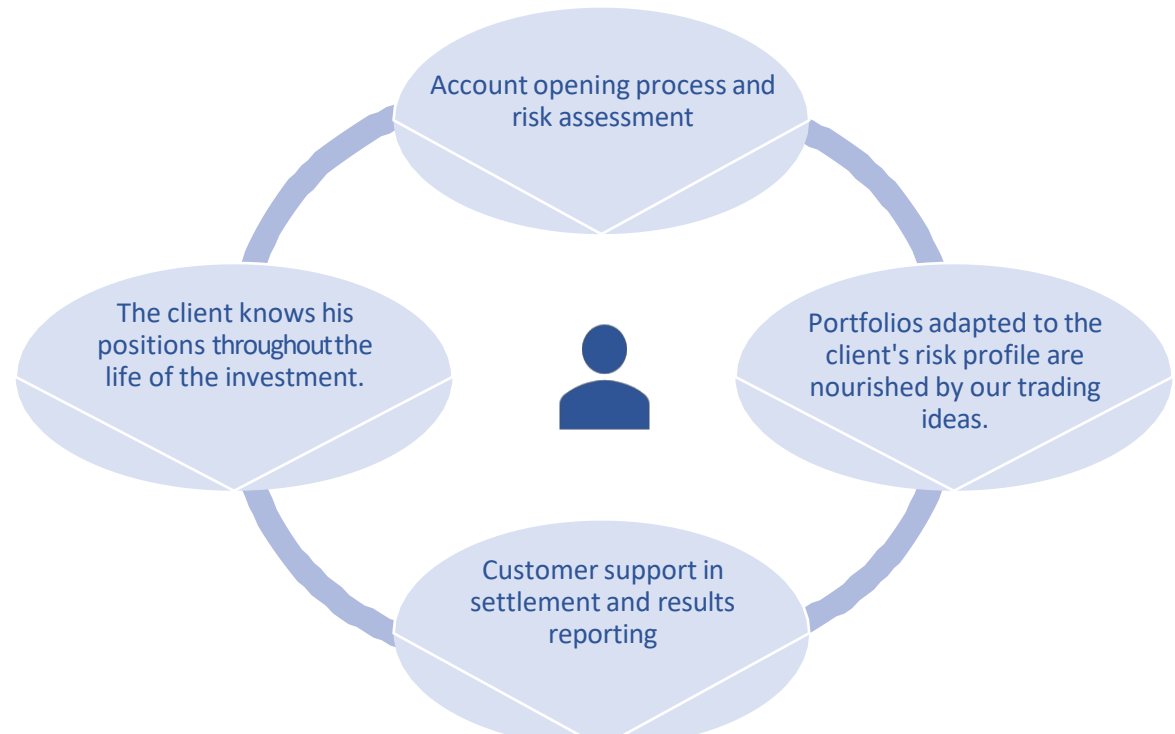 Account opening process and
risk assessment
The client knows his
positions throughout the
life of the investment.
Portfolios adapted to the
client's risk profile are
nourished by our trading
ideas.
Customer support in
settlement and results
reporting